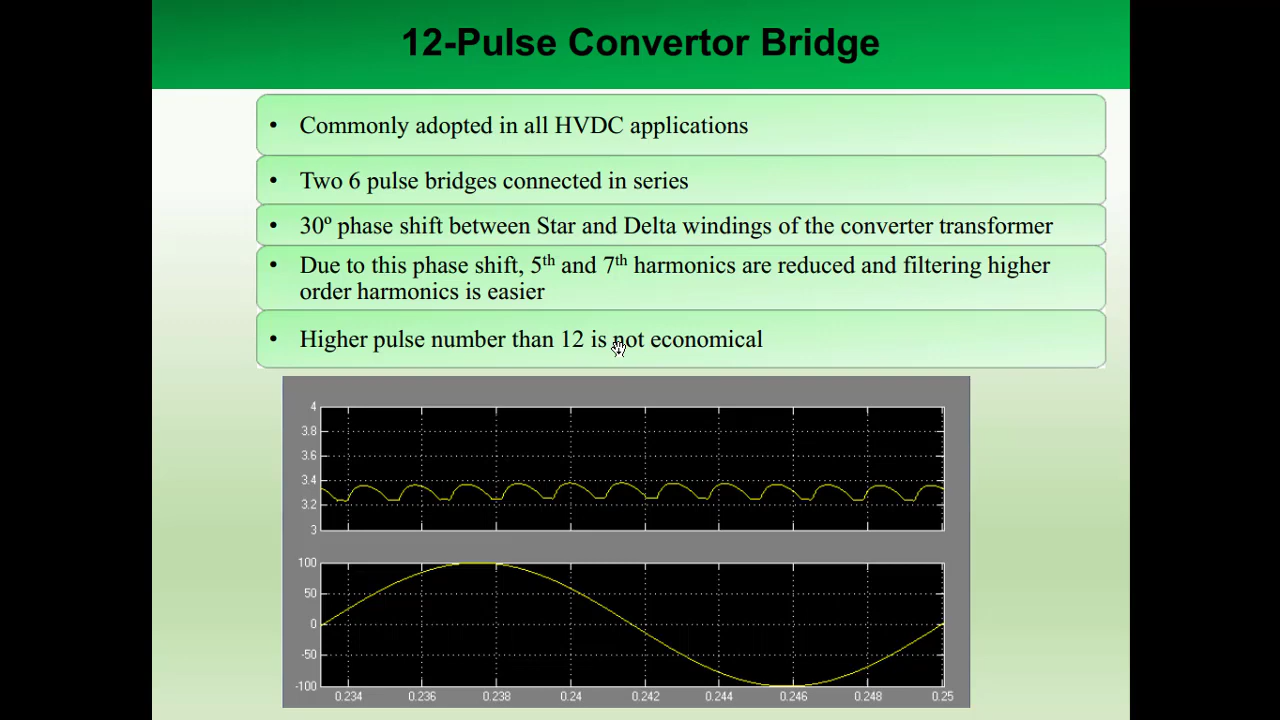 12-Pulse Convertor Bridge
• Commonly adopted in all HVDC applications
• Two 6 pulse bridges connected in series
• 30º phase shift between Star and Delta windings of the converter transformer
• Due to this phase shift, 5th and 7th harmonics are reduced and filtering higher
order harmonics is easier
• Higher pulse number than 12 is not economical
4
3.8
3.6
3.4
3.2
3
100
50
0
-50
-100
0.234 0.236 0.238 0.24 0.242 0.244 0.246 0.248 0.25